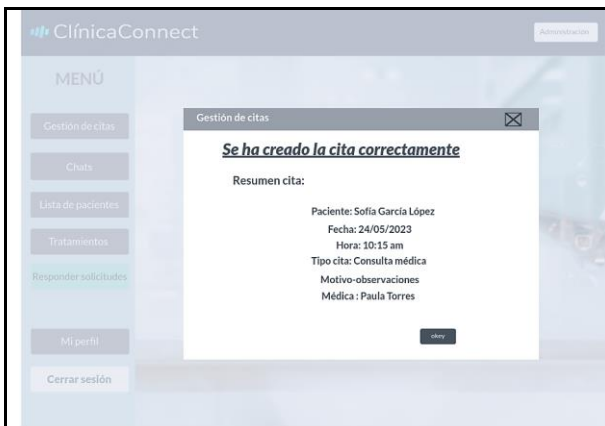 ClínicaConnect
Administración
MENÚ
Gestión de citas
Chats
Lista de pacientes
Tratamientos
Responder solicitudes
Mi perfil
Cerrar sesión
Gestión de citas
Se ha creado la cita correctamente
Resumen cita:
Paciente: Sofía García López
Fecha: 24/05/2023
Hora: 10:15 am
Tipo cita: Consulta médica
Motivo-observaciones
Médica : Paula Torres
okey